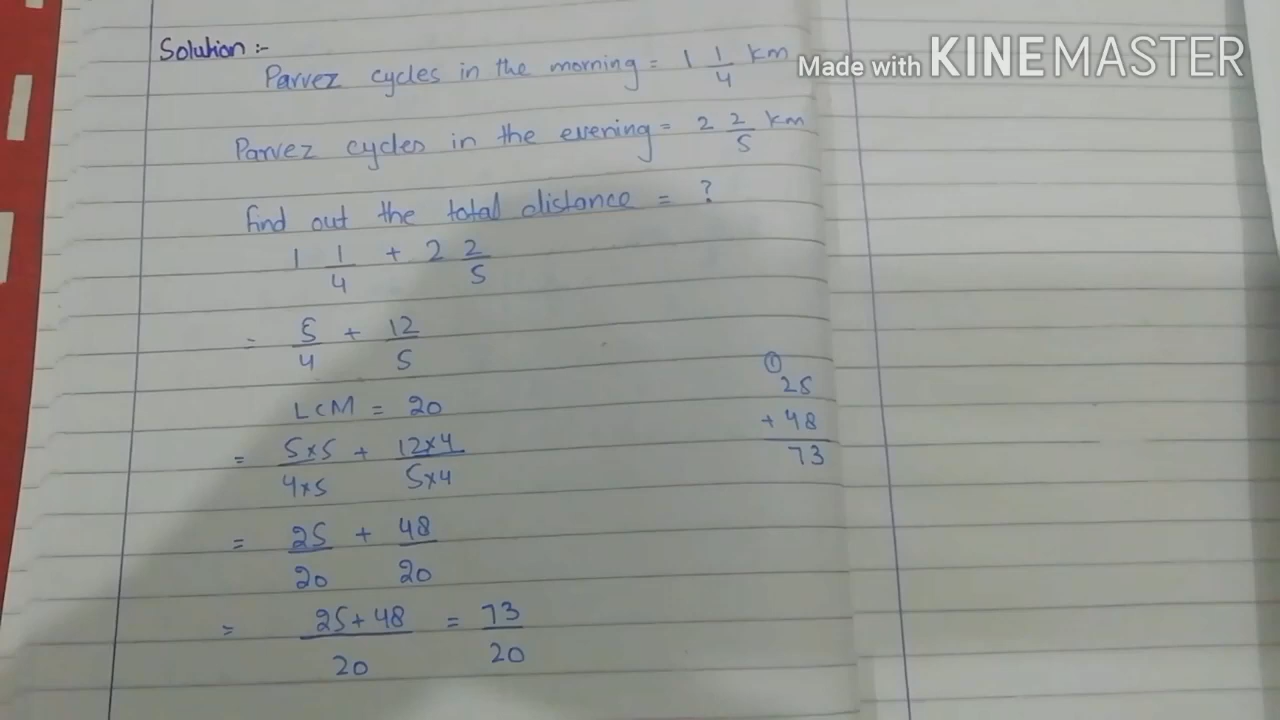 Solution :-
Parvez cycles in the morning = 1 1/4 km
Made with KINEMASTER
Parvez cycles in the evening = 2 2/5 km
find out the total distance = ?
1 1/4 + 2 2/5
= 5/4 + 12/5
LCM = 20
= 5×5/4×5 + 12×4/5×4
= 25/20 + 48/20
= 25+48/20 = 73/20
1
25
+ 48
73